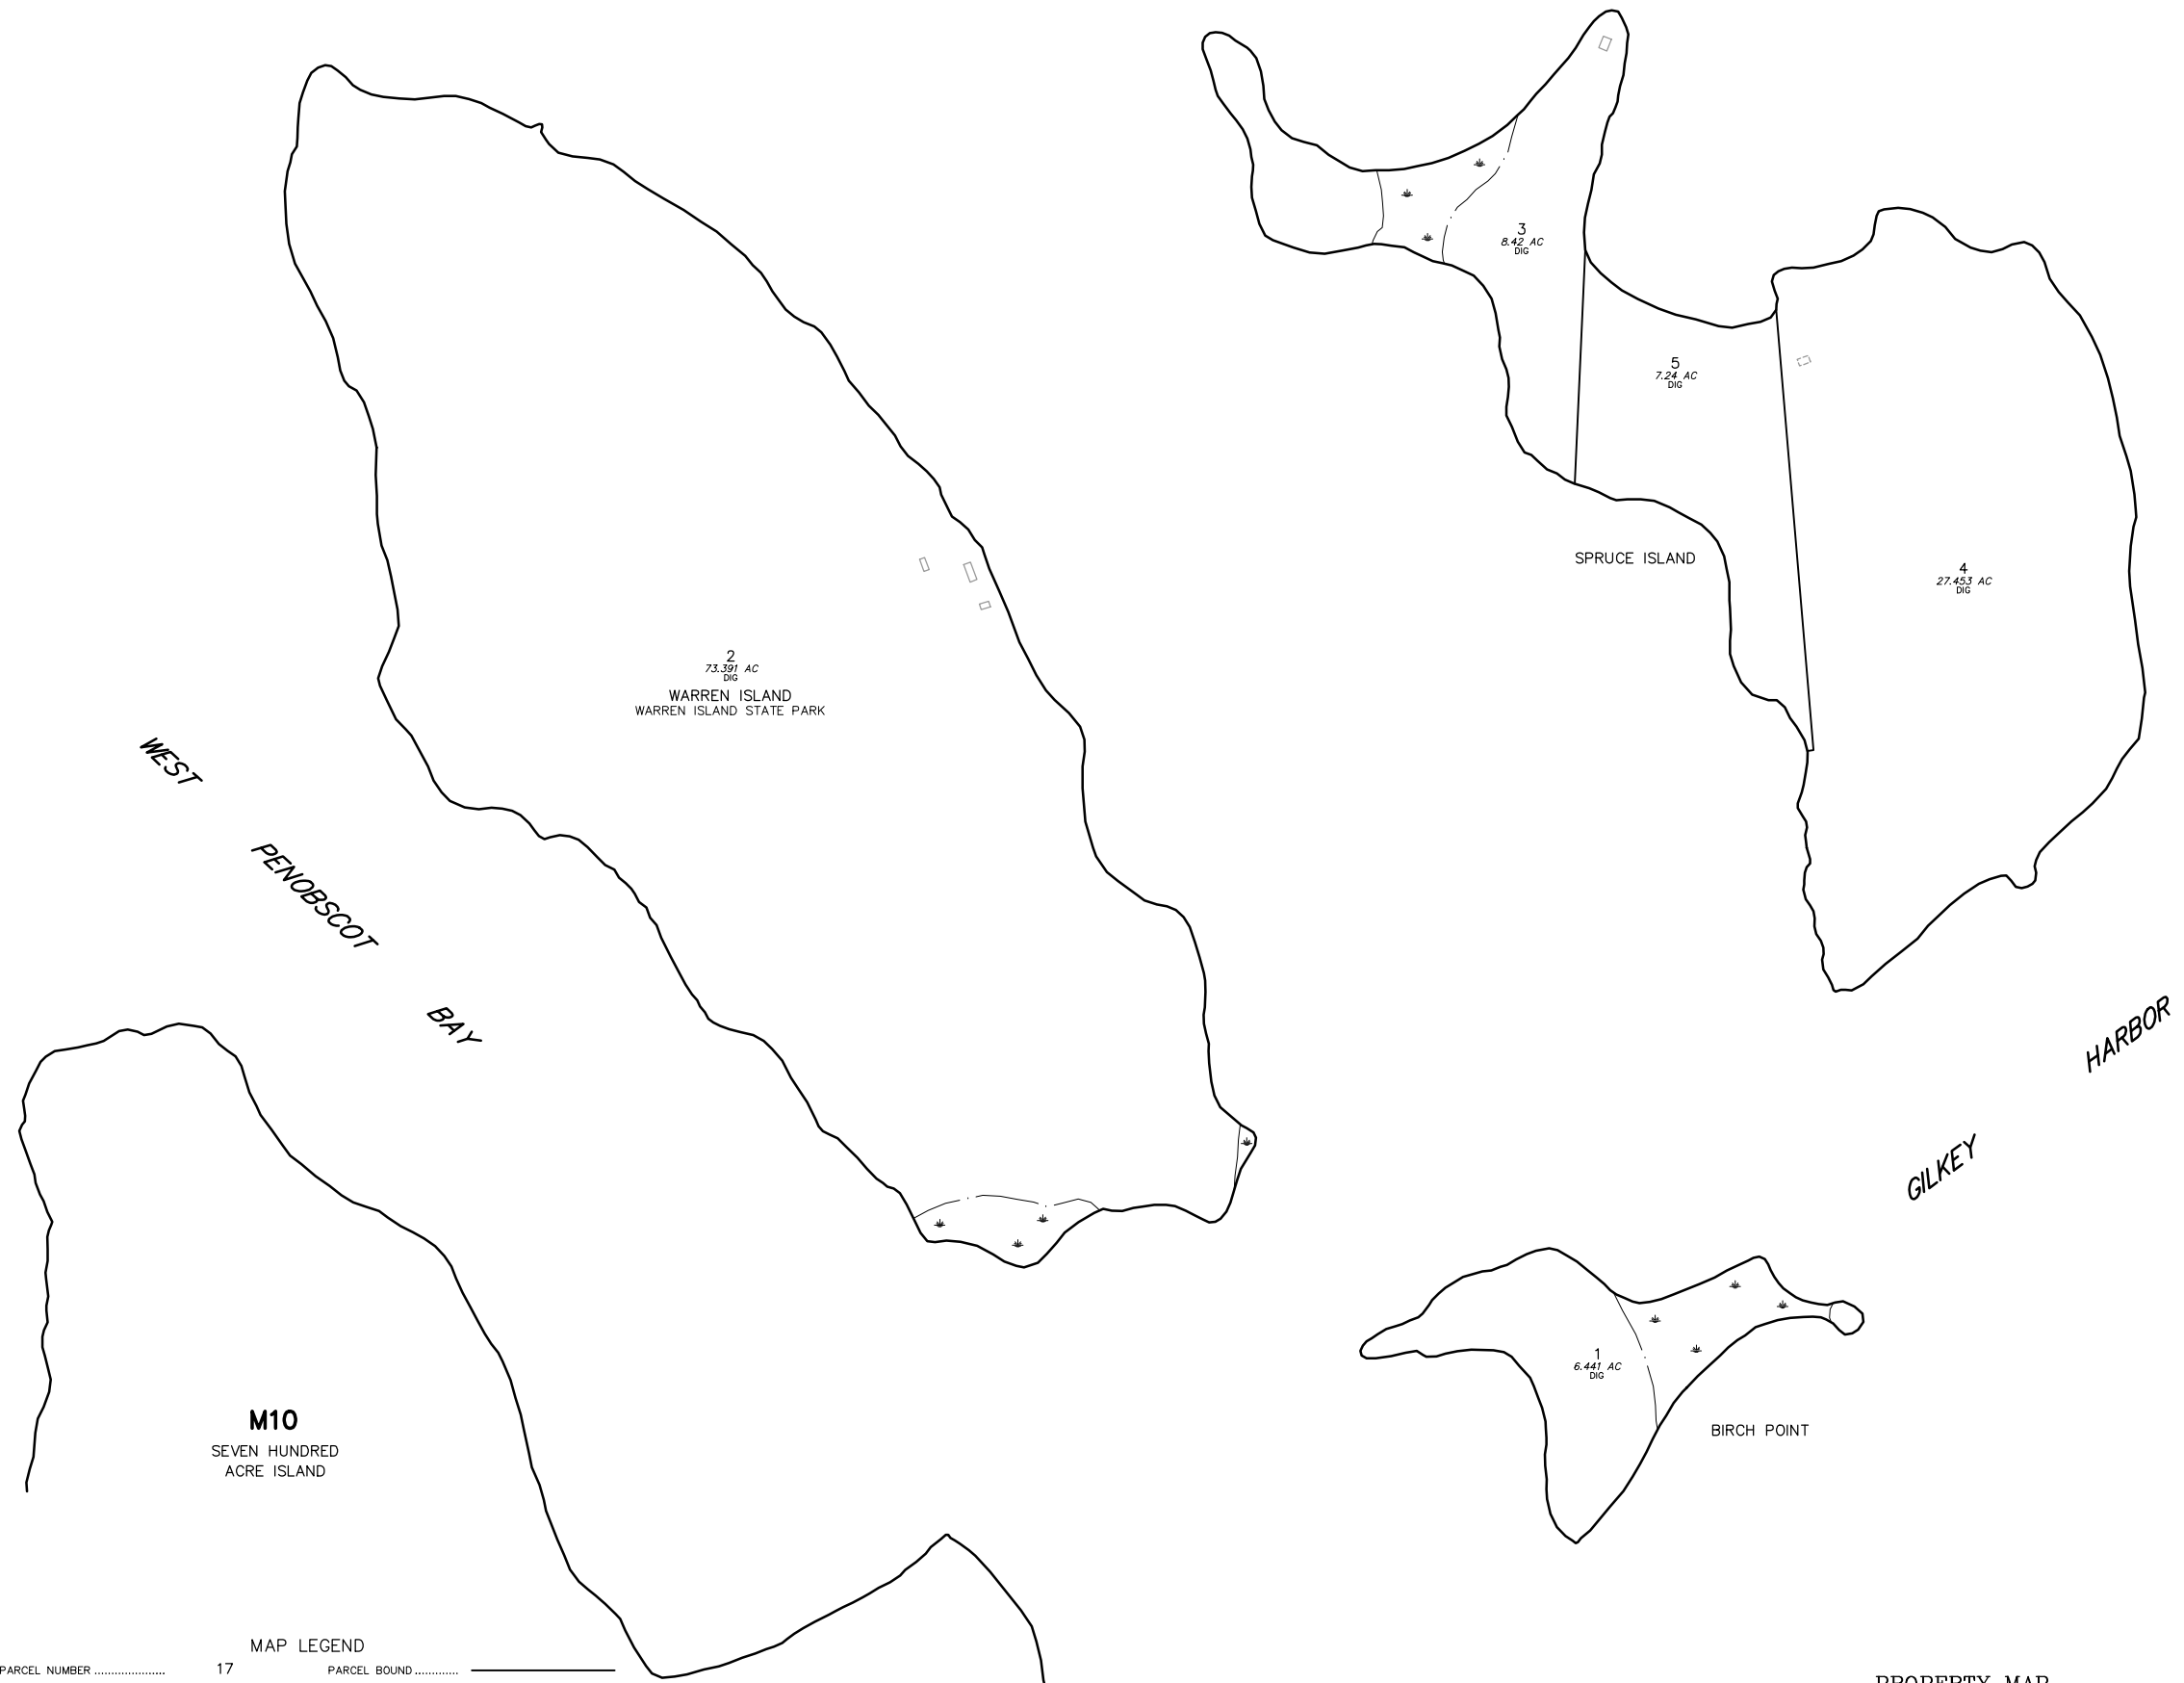 3
8.42 AC
DIG
5
7.24 AC
DIG
SPRUCE ISLAND
4
27.453 AC
DIG
2
73.391 AC
DIG
WARREN ISLAND
WARREN ISLAND STATE PARK
WEST
PENOBSCOT
BAY
HARBOR
GILKEY
1
6.441 AC
DIG
BIRCH POINT
M10
SEVEN HUNDRED
ACRE ISLAND
MAP LEGEND
PARCEL NUMBER ..................... 17 PARCEL BOUND .............
PROPERTY MAP